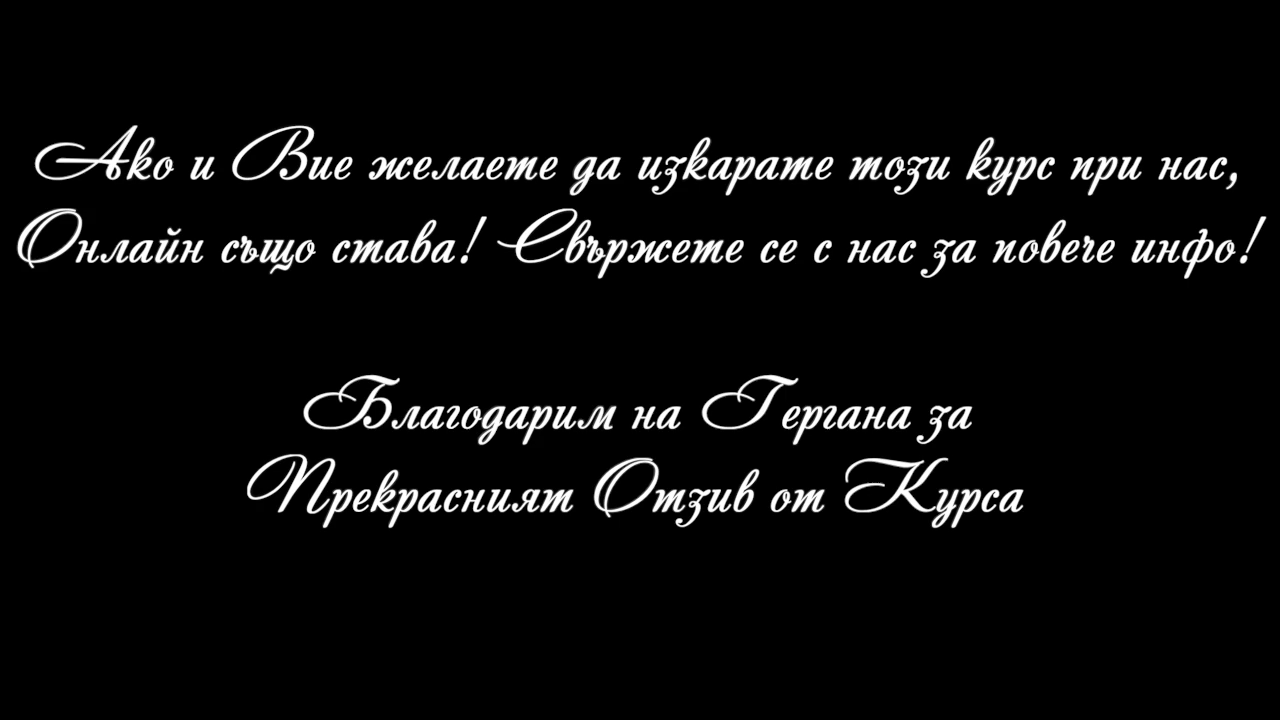 Ако и Вие желаете да изкарате този курс при нас,
Онлайн също става! Свържете се с нас за повече инфо!
Благодарим на Гергана за
Прекрасният Отзив от Курса